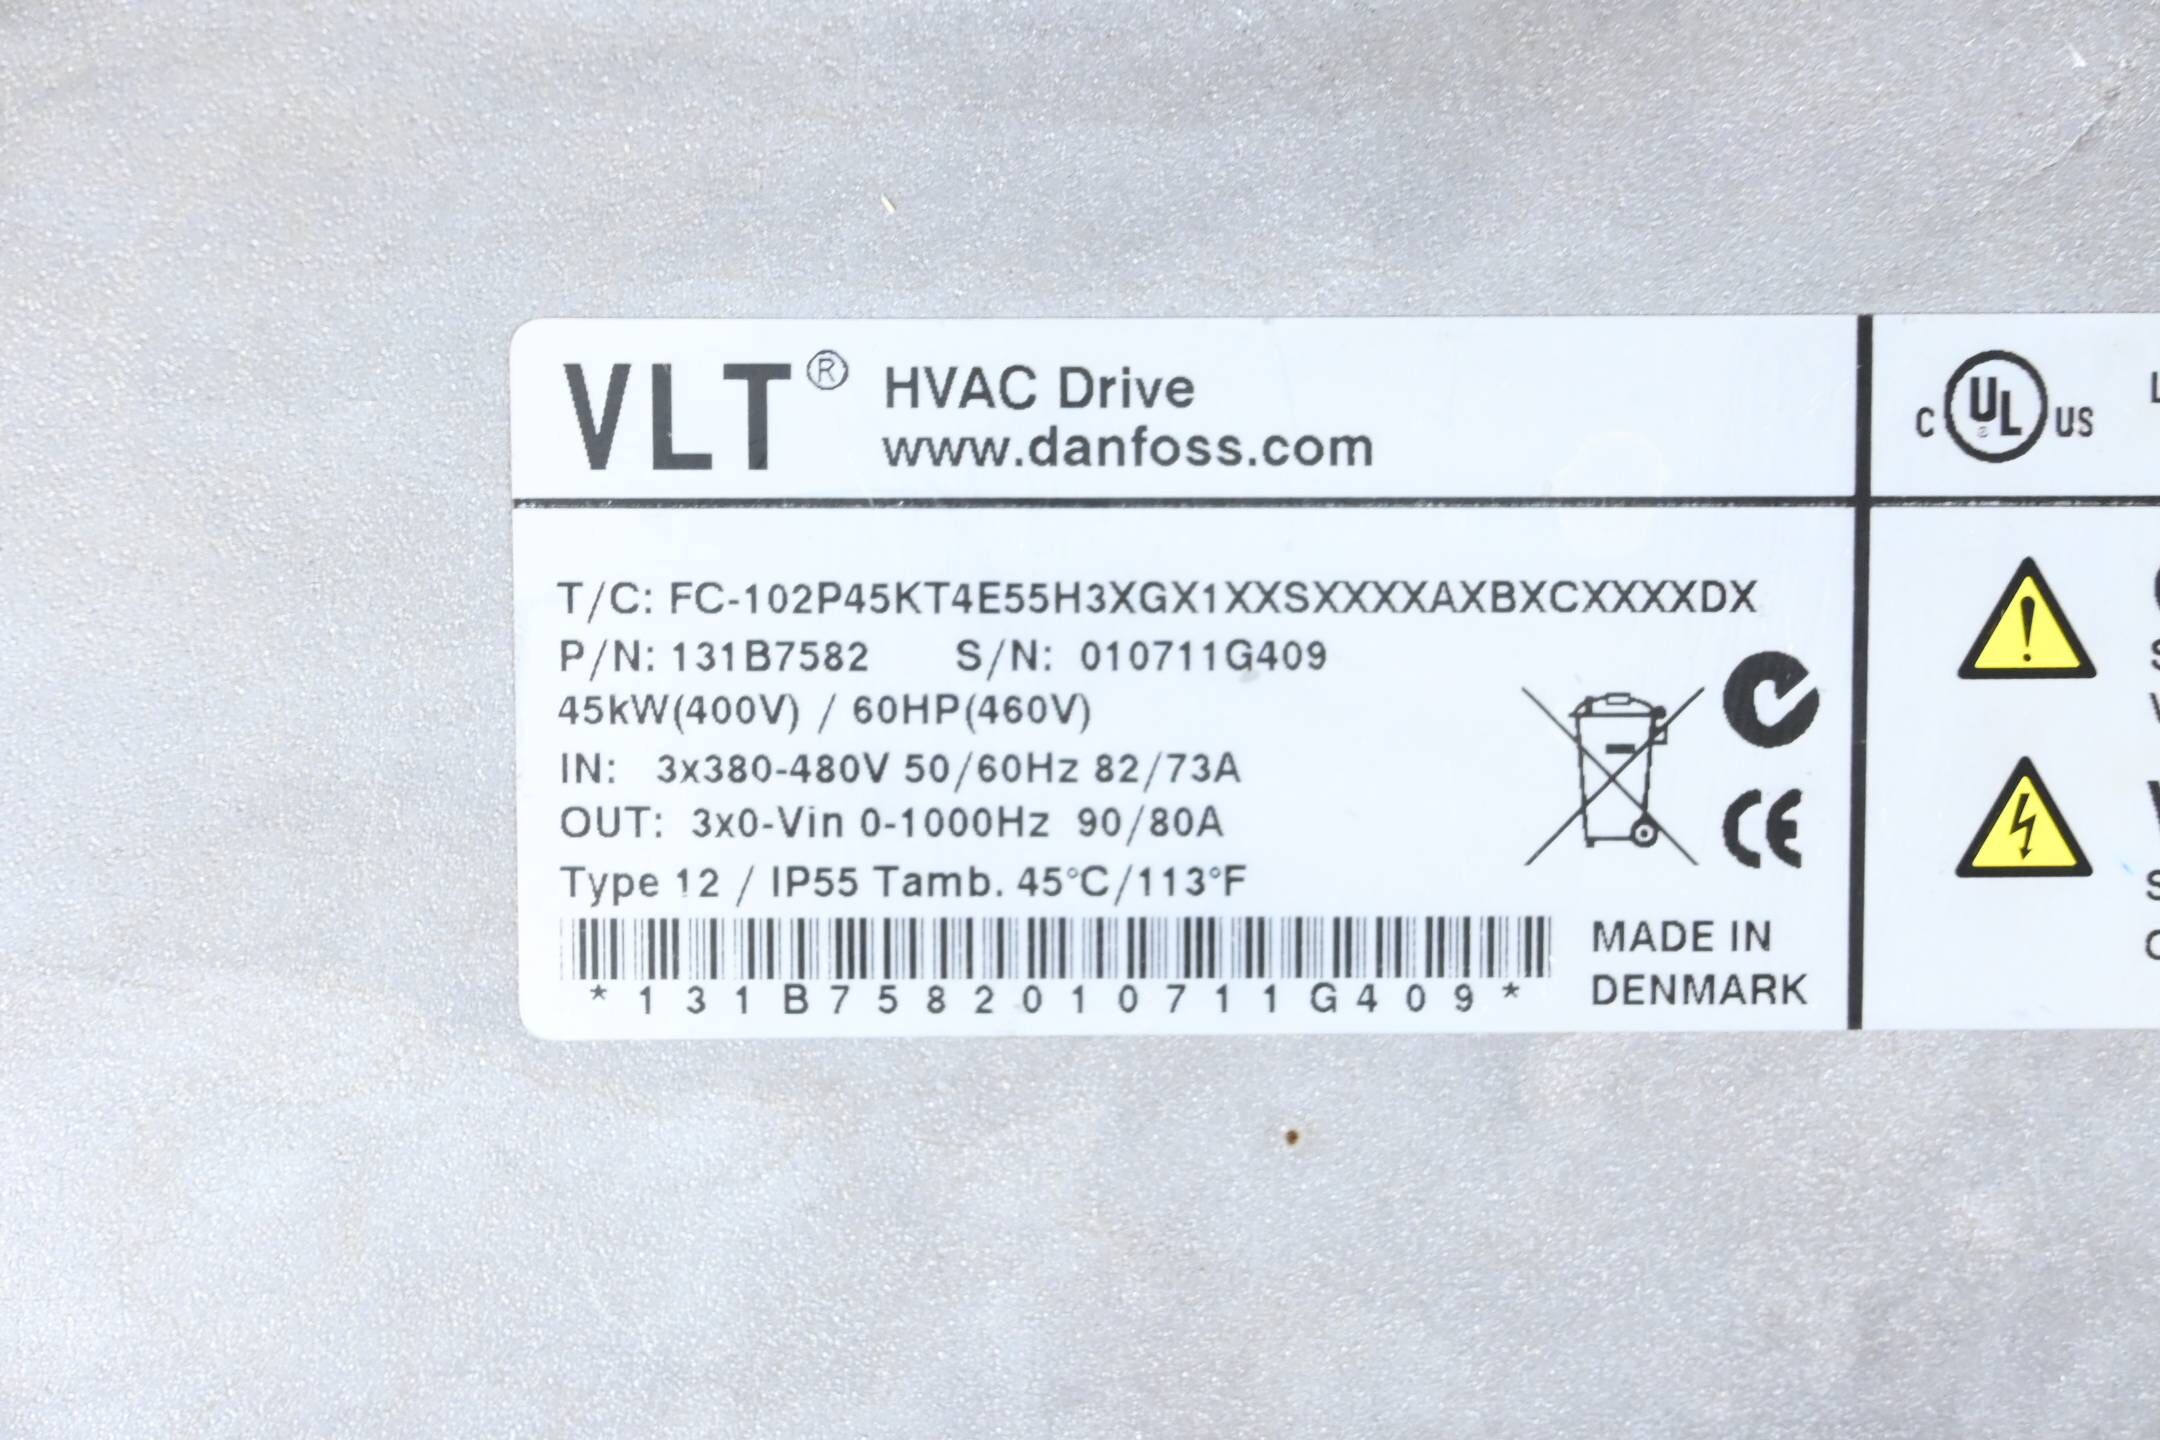 VLT® HVAC Drive
www.danfoss.com
C UL US
T/C: FC-102P45KT4E55H3XGX1XXSXXXXAXBXCXXXXDX
P/N: 131B7582 S/N: 010711G409
45kW(400V) / 60HP(460V)
IN: 3x380-480V 50/60Hz 82/73A
OUT: 3x0-Vin 0-1000Hz 90/80A
Type 12 / IP55 Tamb. 45°C/113°F
*131B7582010711G409*
CE
MADE IN
DENMARK